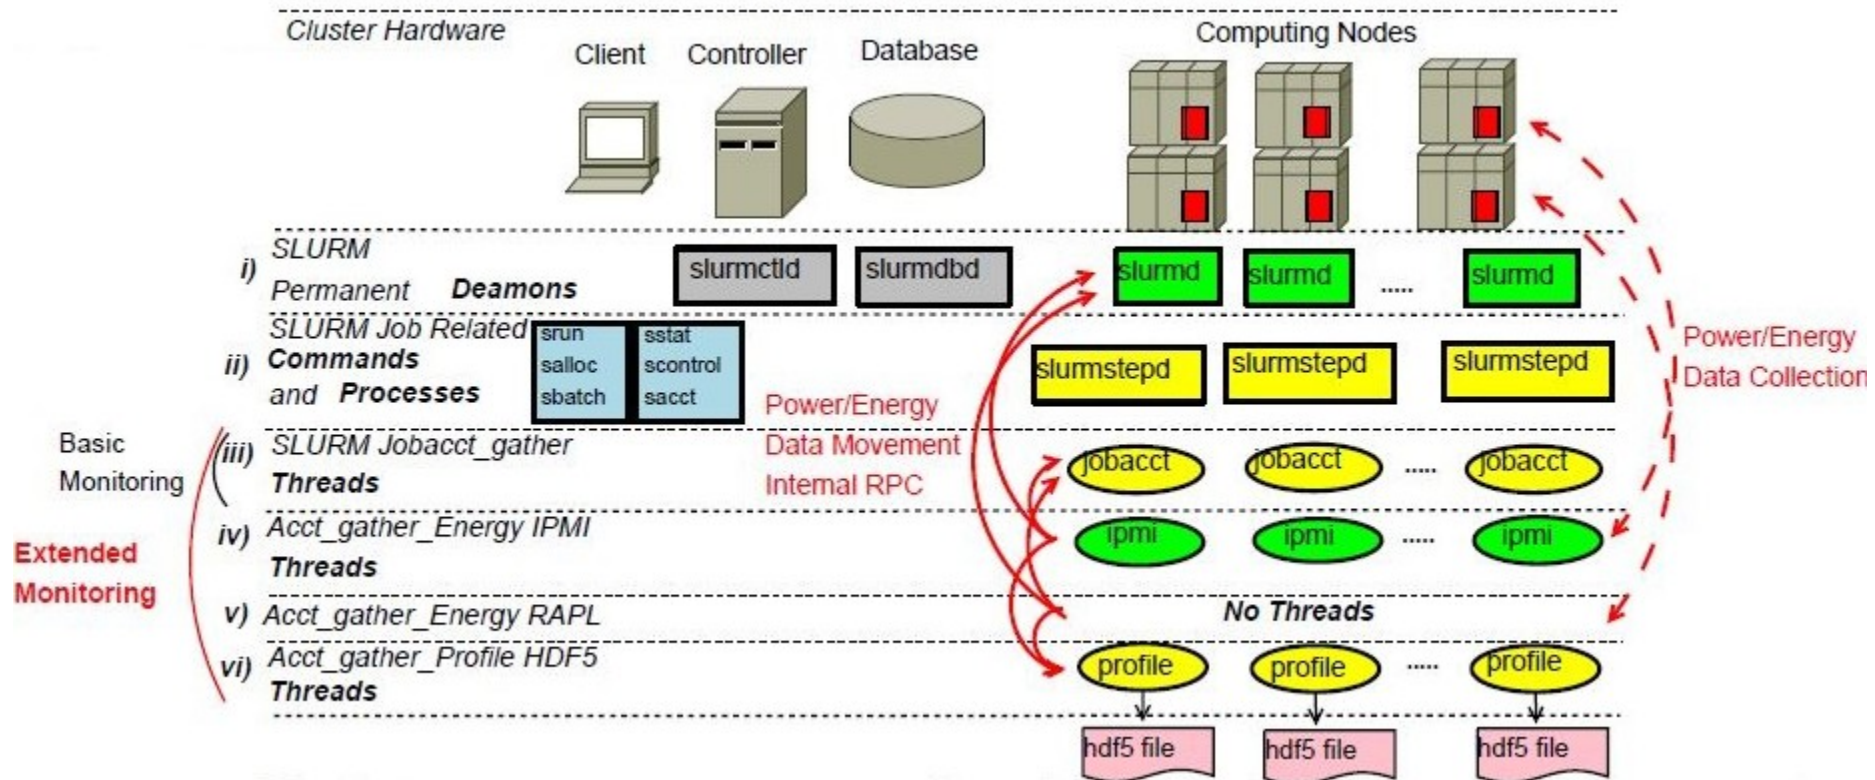 Cluster Hardware
Client
Controller
Database
Computing Nodes
i) SLURM
Permanent Deamons
slurmctld
slurmdbd
slurmd
slurmd
.....
slurmd
ii) SLURM Job Related
Commands
and Processes
srun
salloc
sbatch
sstat
scontrol
sacct
slurmstepd
slurmstepd
slurmstepd
Power/Energy
Data Collection
Power/Energy
Data Movement
Internal RPC
Basic
Monitoring
iii) SLURM Jobacct_gather
Threads
jobacct
jobacct
.....
jobacct
Extended
Monitoring
iv) Acct_gather_Energy IPMI
Threads
ipmi
ipmi
.....
ipmi
v) Acct_gather_Energy RAPL
No Threads
vi) Acct_gather_Profile HDF5
Threads
profile
profile
.....
profile
hdf5 file
hdf5 file
hdf5 file